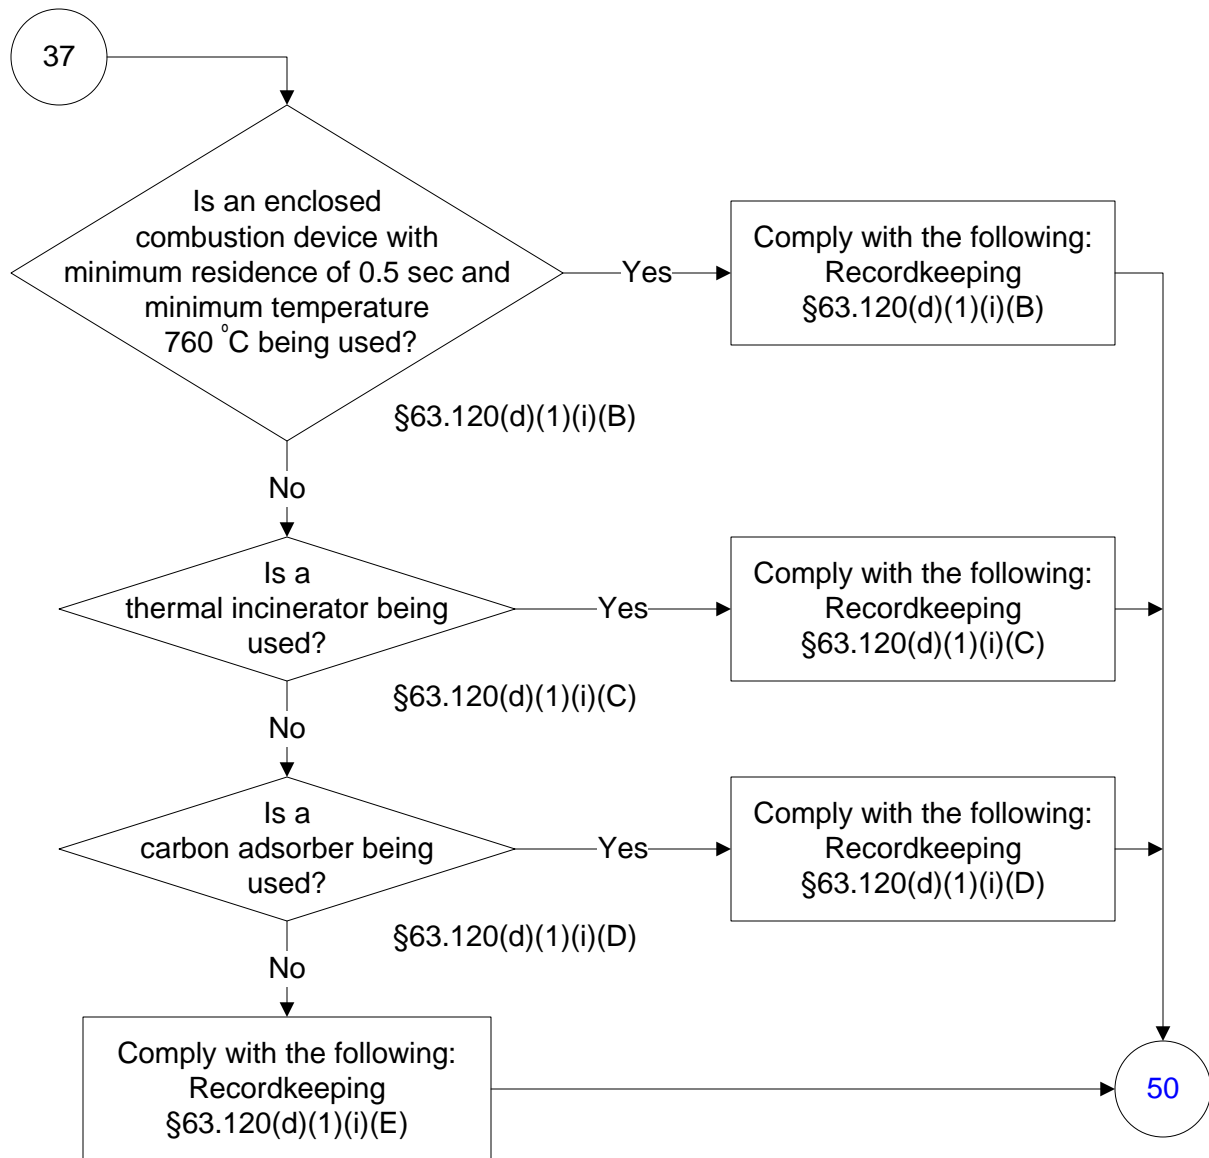 37
Is an enclosed
combustion device with
minimum residence of 0.5 sec and
minimum temperature
760 °C being used?
Yes
Comply with the following:
Recordkeeping
§63.120(d)(1)(i)(B)
§63.120(d)(1)(i)(B)
No
Is a
thermal incinerator being
used?
Yes
Comply with the following:
Recordkeeping
§63.120(d)(1)(i)(C)
§63.120(d)(1)(i)(C)
No
Is a
carbon adsorber being
used?
Yes
Comply with the following:
Recordkeeping
§63.120(d)(1)(i)(D)
§63.120(d)(1)(i)(D)
No
Comply with the following:
Recordkeeping
§63.120(d)(1)(i)(E)
50